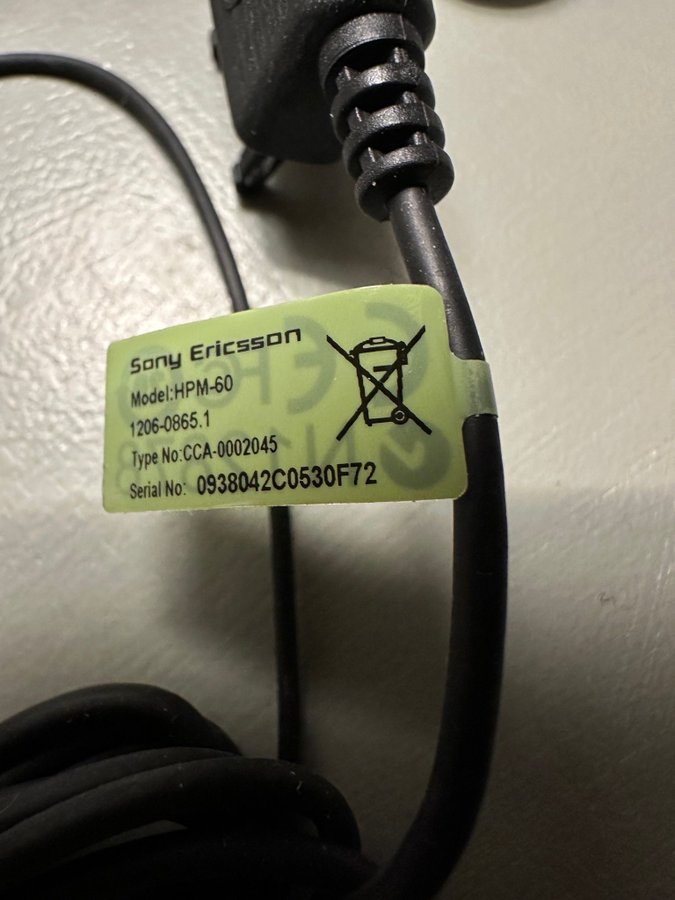 Sony Ericsson
Model:HPM-60
1206-0865.1
Type No:CCA-0002045
Serial No: 0938042C0530F72